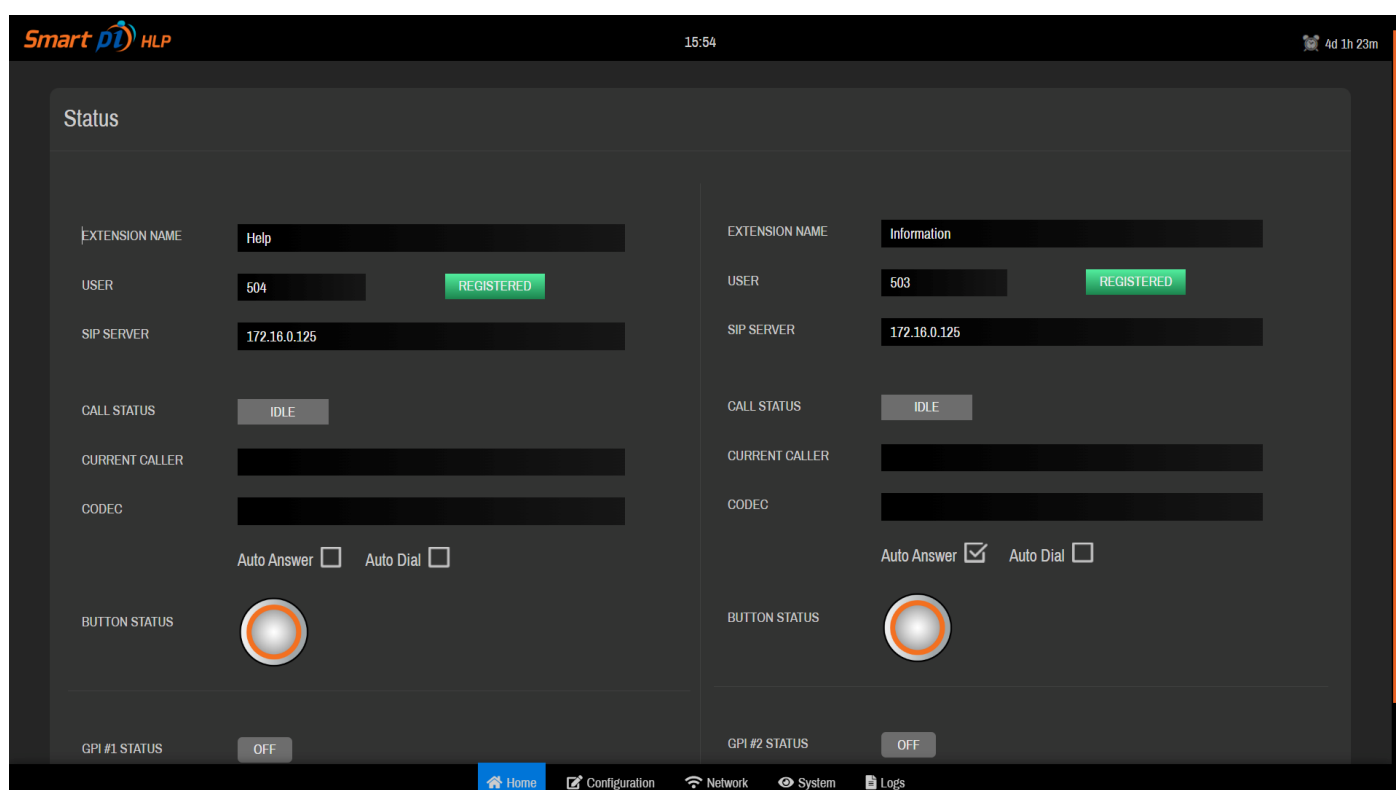 Smart pi HLP
15:54
4d 1h 23m
Status
EXTENSION NAME Help
USER 504 REGISTERED
SIP SERVER 172.16.0.125
CALL STATUS IDLE
CURRENT CALLER
CODEC
Auto Answer Auto Dial
BUTTON STATUS
GPI #1 STATUS OFF
EXTENSION NAME Information
USER 503 REGISTERED
SIP SERVER 172.16.0.125
CALL STATUS IDLE
CURRENT CALLER
CODEC
Auto Answer Auto Dial
BUTTON STATUS
GPI #2 STATUS OFF
Home Configuration Network System Logs